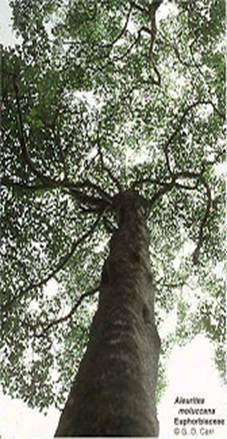 Aleurites
moluccana
Euphorbiaceae
© G. D. Carr